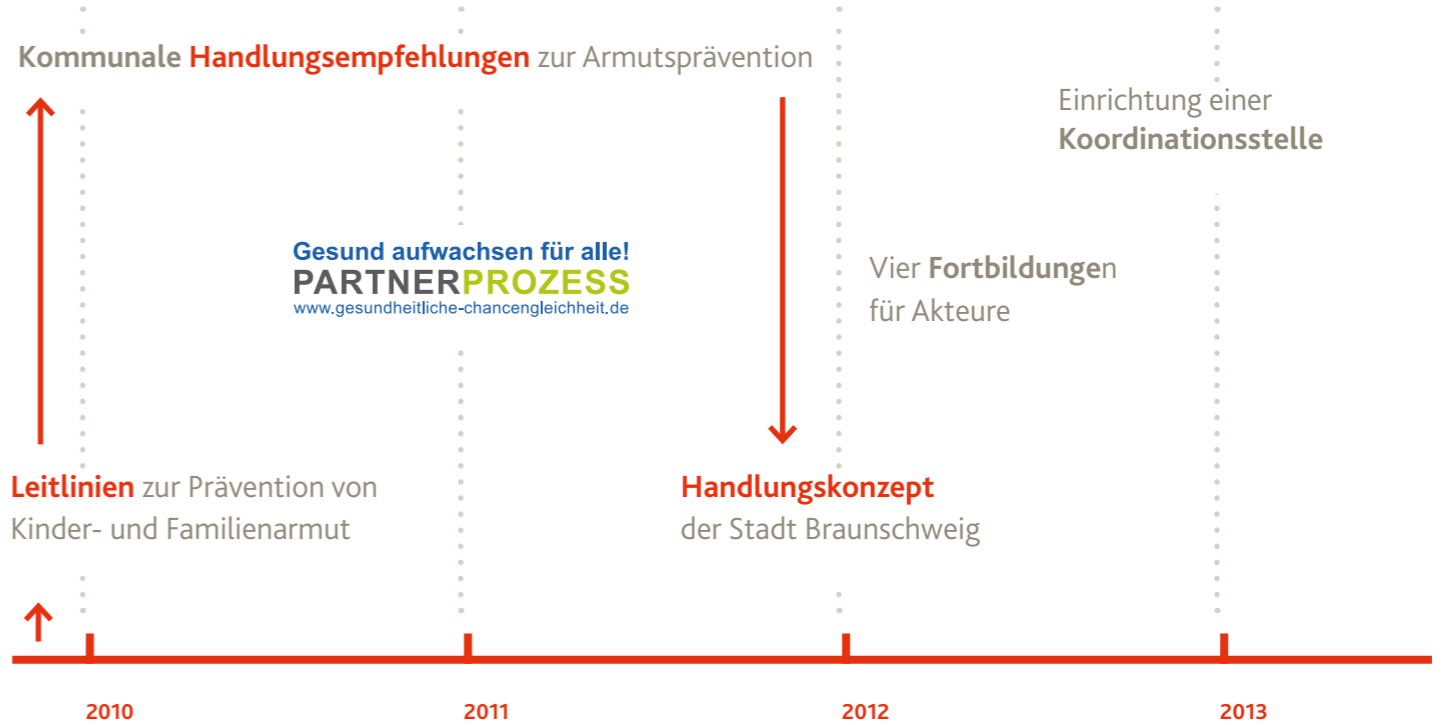 Kommunale Handlungsempfehlungen zur Armutsprävention
Einrichtung einer
Koordinationsstelle
Gesund aufwachsen für alle!
PARTNERPROZESS
www.gesundheitliche-chancengleichheit.de
Vier Fortbildungen
für Akteure
Leitlinien zur Prävention von
Kinder- und Familienarmut
Handlungskonzept
der Stadt Braunschweig
2010 2011 2012 2013